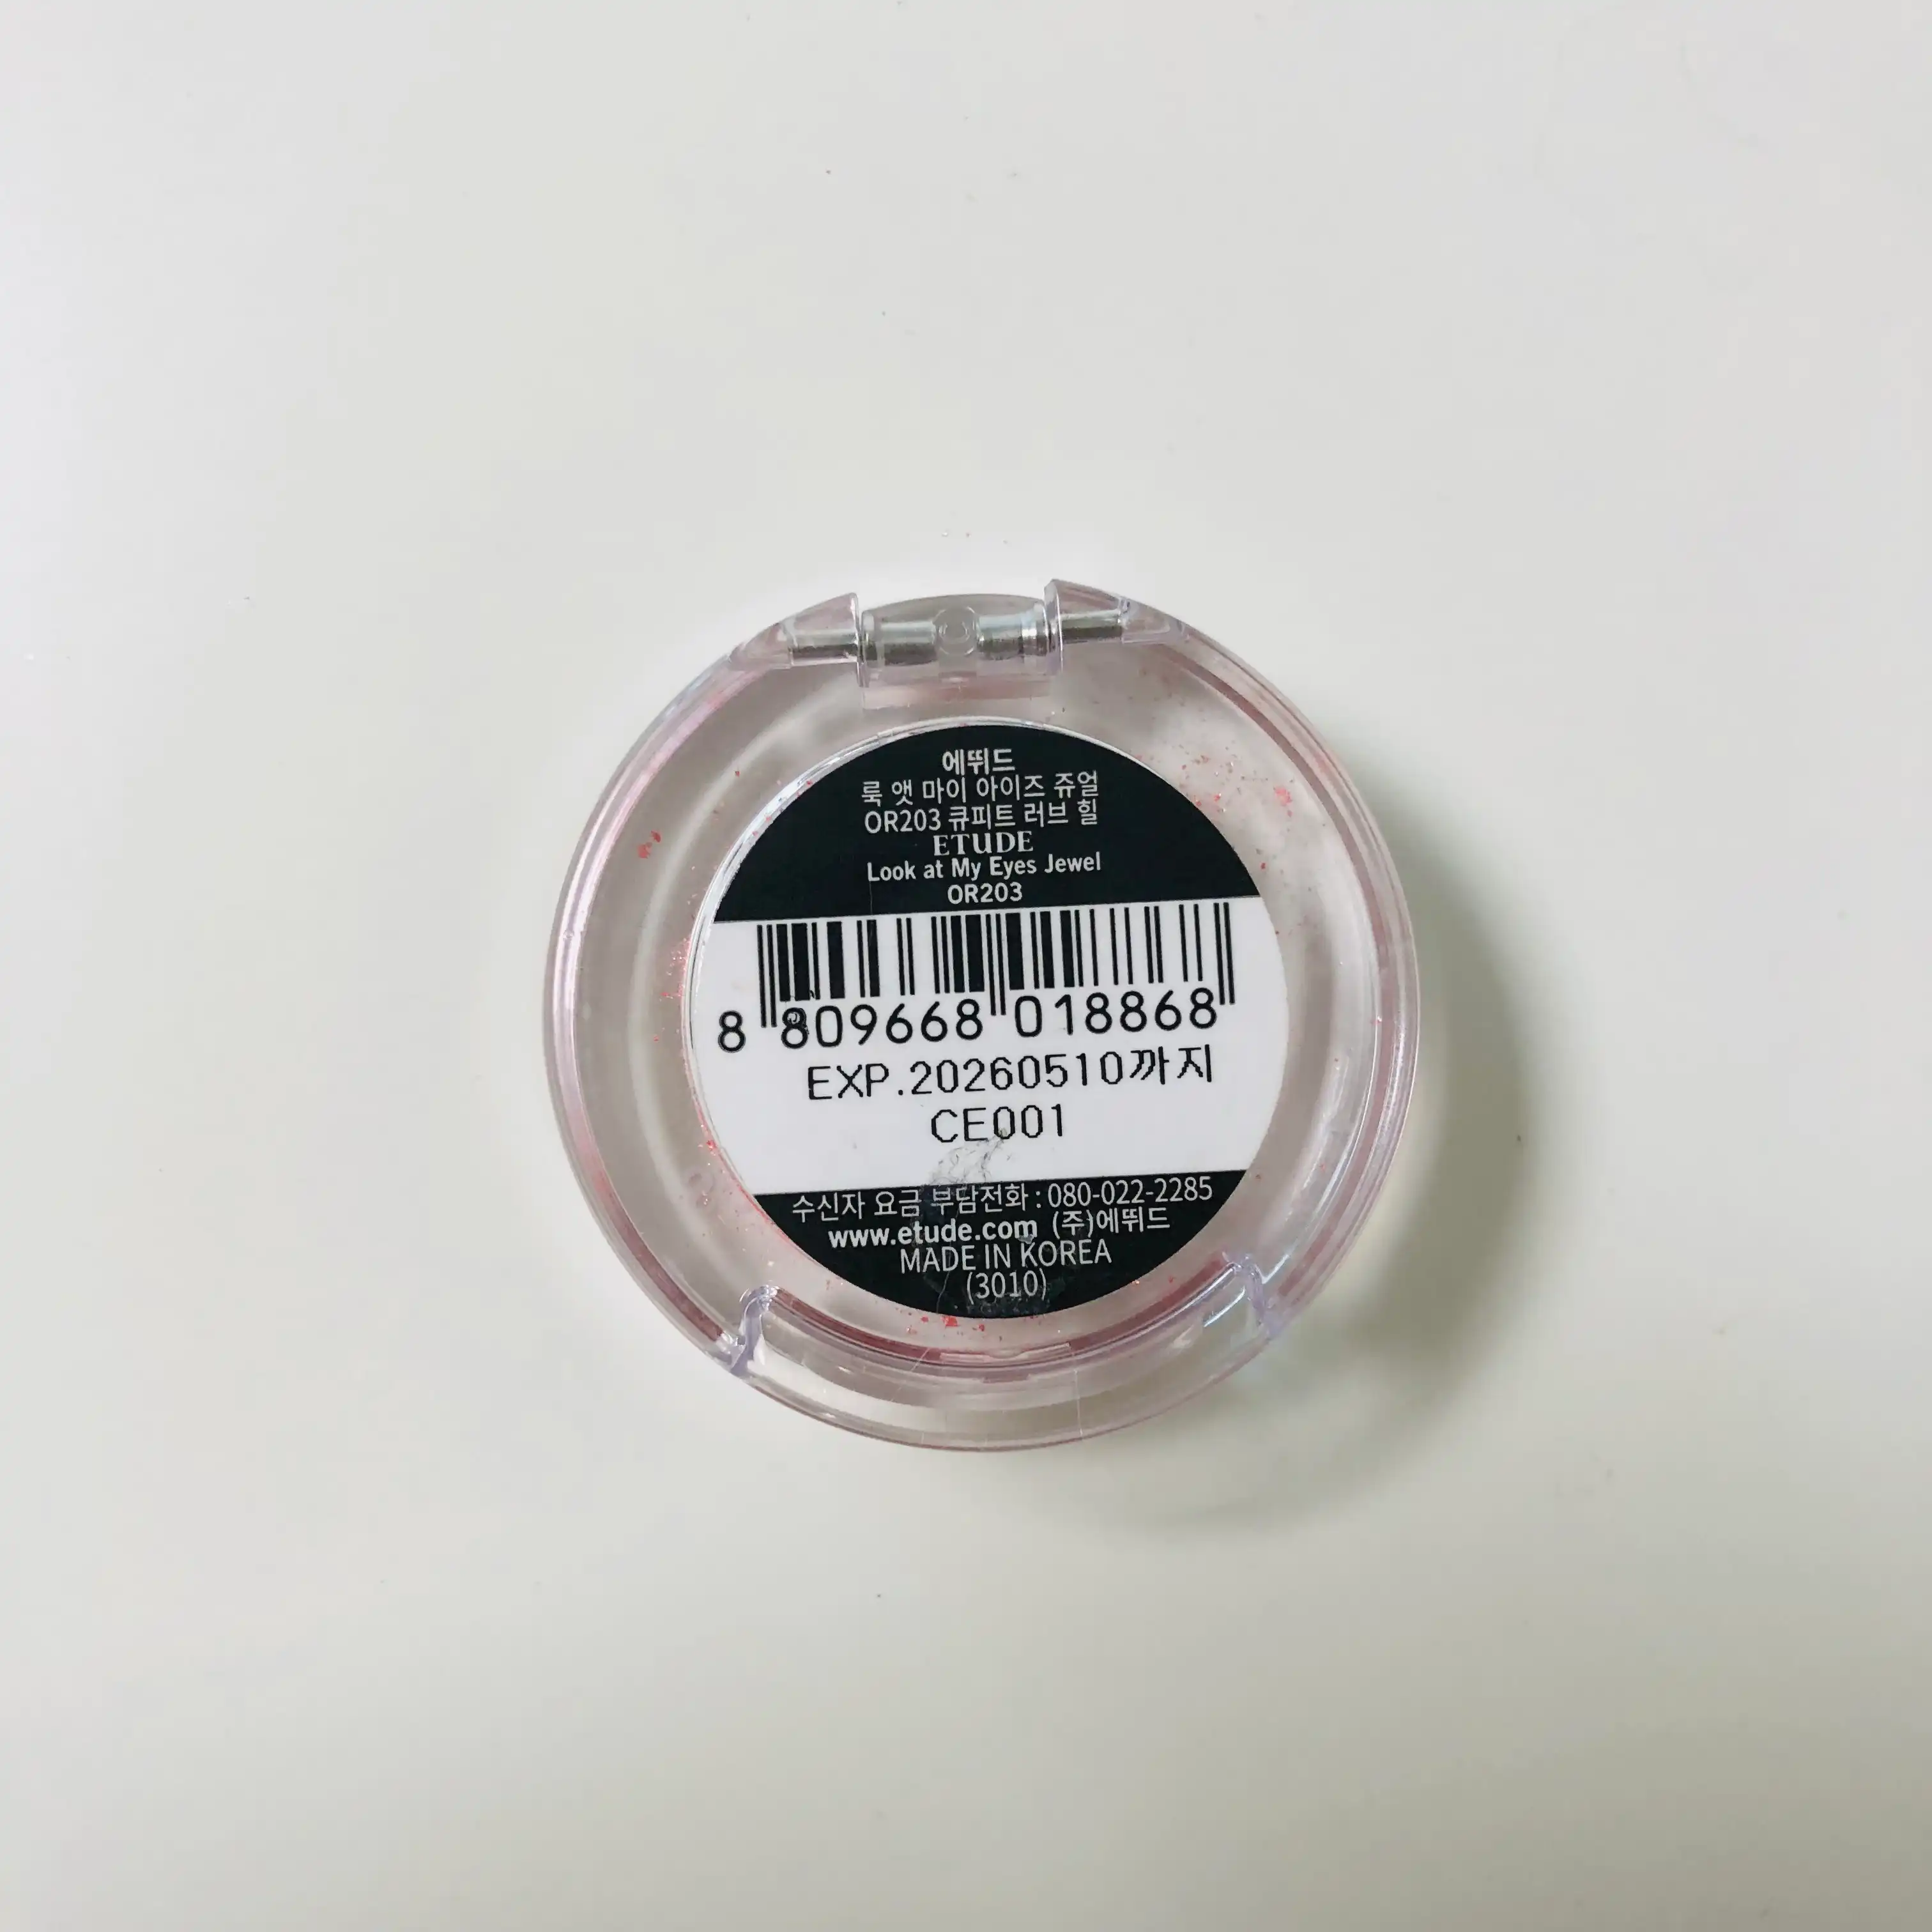 에뛰드
룩 앳 마이 아이즈 쥬얼
OR203 큐피트 러브 힐
ETUDE
Look at My Eyes Jewel
OR203
8 809668 018868
EXP.20260510까지
CE001
수신자 요금 부담전화 : 080-022-2285
www.etude.com (주)에뛰드
MADE IN KOREA
(3010)